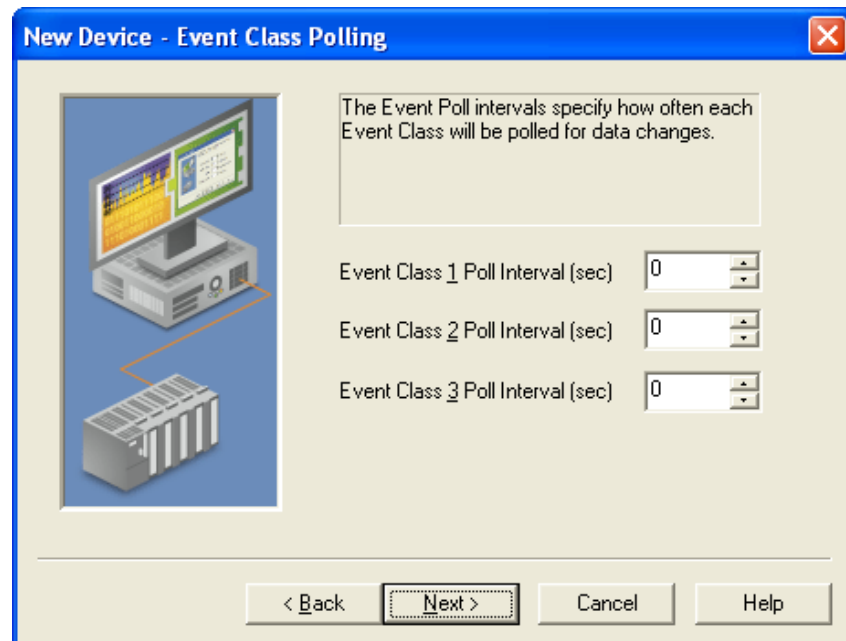 New Device - Event Class Polling
The Event Poll intervals specify how often each
Event Class will be polled for data changes.
Event Class 1 Poll Interval (sec) 0
Event Class 2 Poll Interval (sec) 0
Event Class 3 Poll Interval (sec) 0
< Back Next > Cancel Help